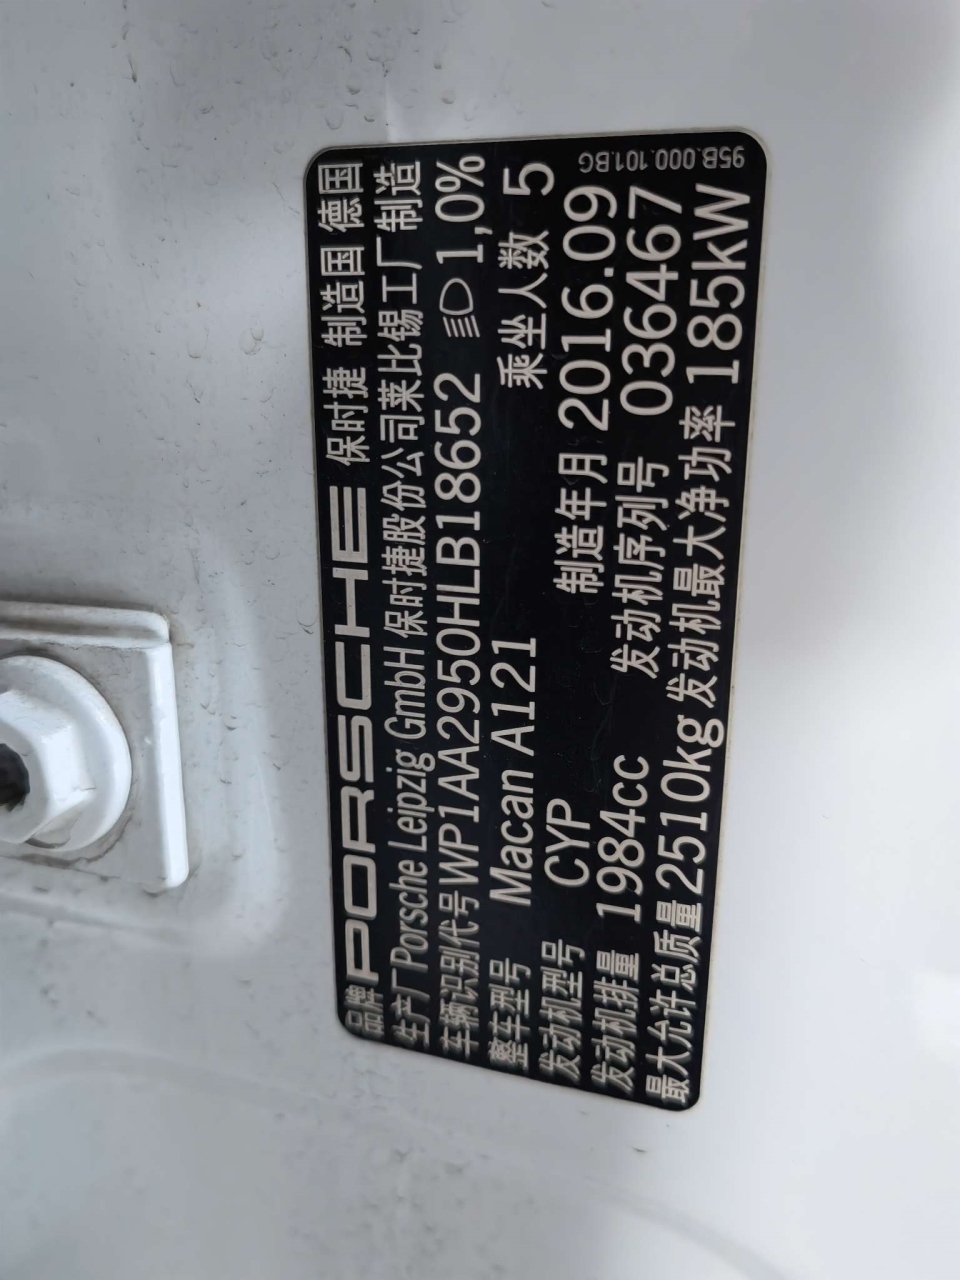 95B.000.101.BG
品牌 PORSCHE 保时捷 制造国 德国
生产厂 Porsche Leipzig GmbH 保时捷股份公司莱比锡工厂制造
车辆识别代号 WP1AA2950HLB18652 1,0%
整车型号 Macan A121 乘坐人数 5
发动机型号 CYP 制造年月 2016.09
发动机排量 1984cc 发动机序列号 036467
最大允许总质量 2510kg 发动机最大净功率 185kW